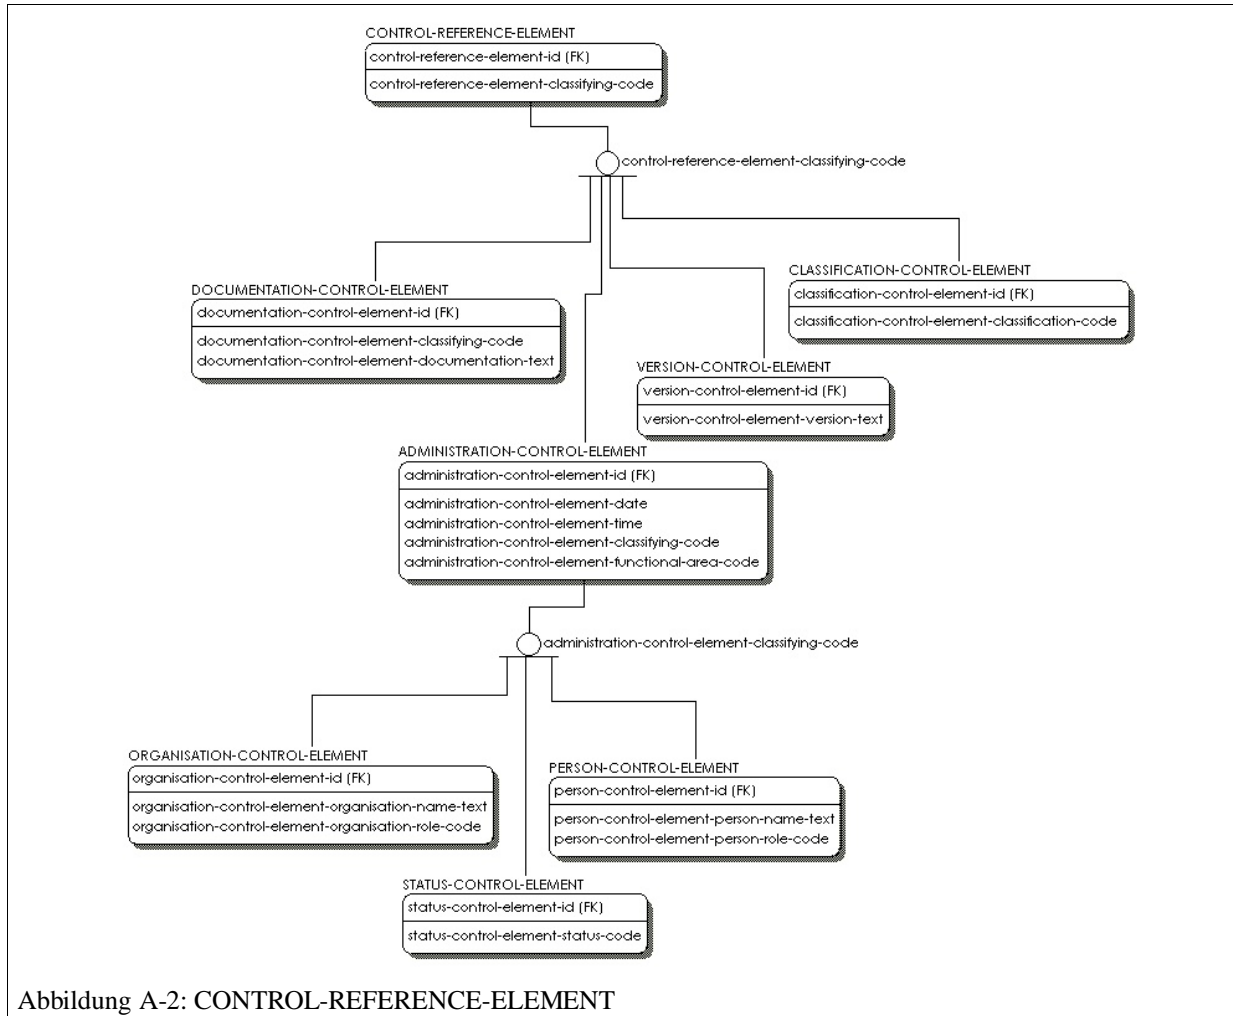 CONTROL-REFERENCE-ELEMENT
control-reference-element-id (FK)
control-reference-element-classifying-code
control-reference-element-classifying-code
DOCUMENTATION-CONTROL-ELEMENT
documentation-control-element-id (FK)
documentation-control-element-classifying-code
documentation-control-element-documentation-text
CLASSIFICATION-CONTROL-ELEMENT
classification-control-element-id (FK)
classification-control-element-classification-code
VERSION-CONTROL-ELEMENT
version-control-element-id (FK)
version-control-element-version-text
ADMINISTRATION-CONTROL-ELEMENT
administration-control-element-id (FK)
administration-control-element-date
administration-control-element-time
administration-control-element-classifying-code
administration-control-element-functional-area-code
administration-control-element-classifying-code
ORGANISATION-CONTROL-ELEMENT
organisation-control-element-id (FK)
organisation-control-element-organisation-name-text
organisation-control-element-organisation-role-code
PERSON-CONTROL-ELEMENT
person-control-element-id (FK)
person-control-element-person-name-text
person-control-element-person-role-code
STATUS-CONTROL-ELEMENT
status-control-element-id (FK)
status-control-element-status-code
Abbildung A-2: CONTROL-REFERENCE-ELEMENT